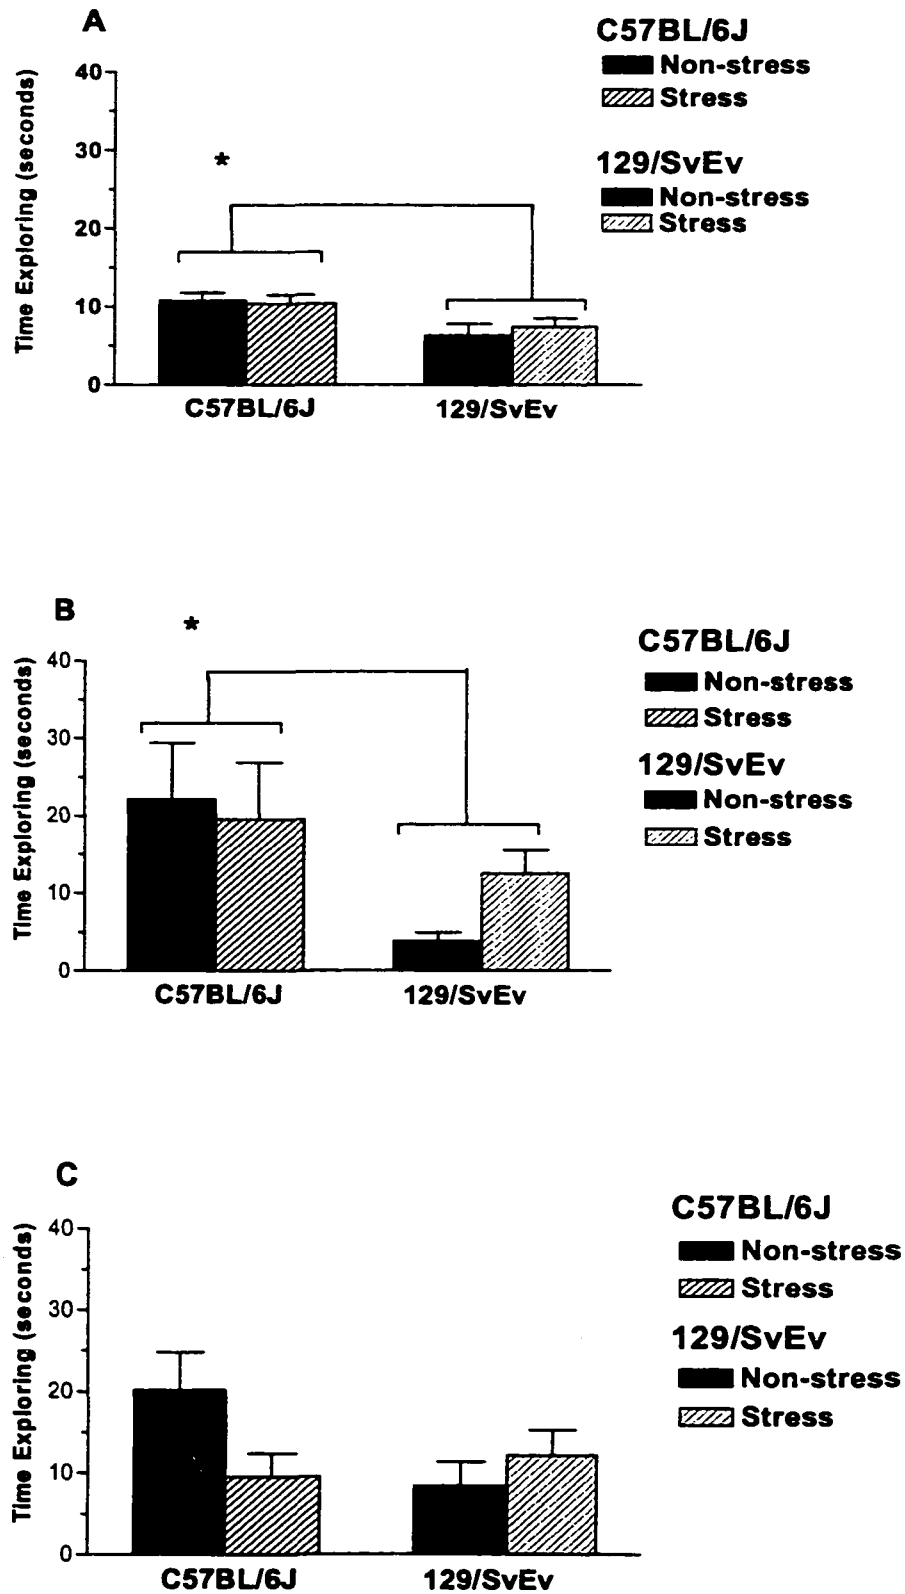 A
C57BL/6J
Non-stress
Stress
129/SvEv
Non-stress
Stress
Time Exploring (seconds)
40
30
20
10
0
*
C57BL/6J
129/SvEv
B
C57BL/6J
Non-stress
Stress
129/SvEv
Non-stress
Stress
Time Exploring (seconds)
40
30
20
10
0
*
C57BL/6J
129/SvEv
C
C57BL/6J
Non-stress
Stress
129/SvEv
Non-stress
Stress
Time Exploring (seconds)
40
30
20
10
0
C57BL/6J
129/SvEv